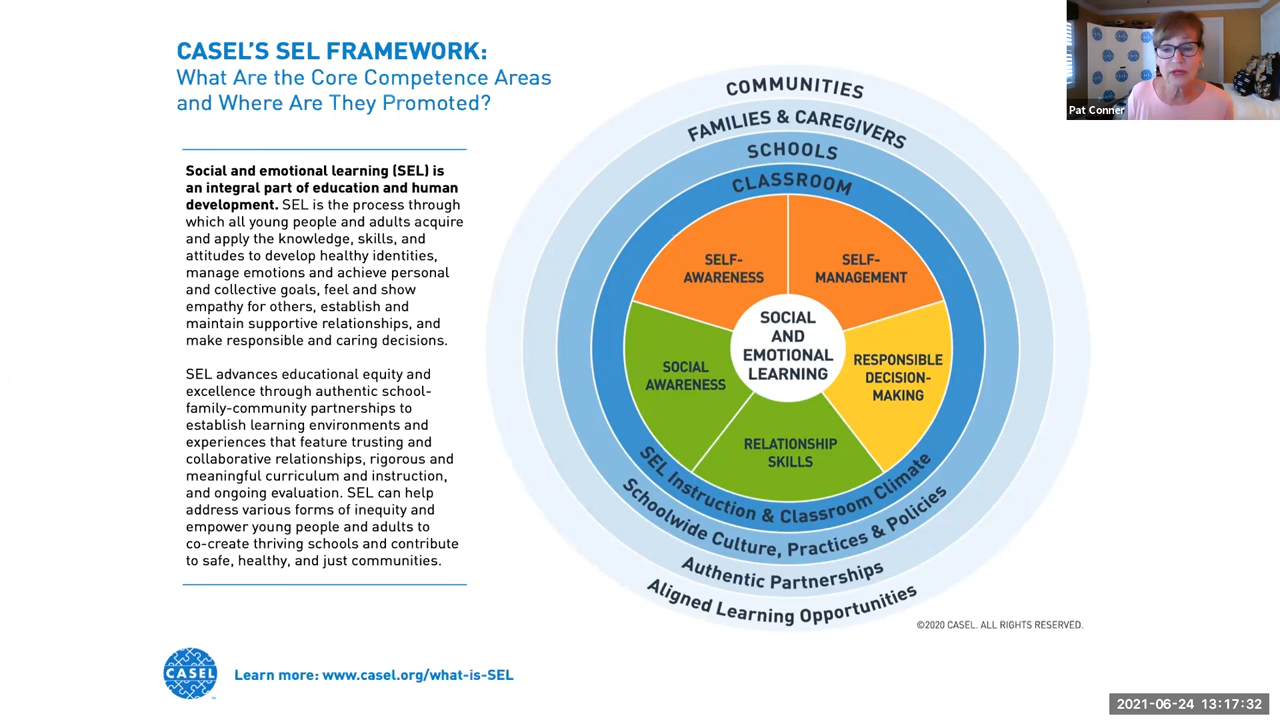 CASEL'S SEL FRAMEWORK:
What Are the Core Competence Areas
and Where Are They Promoted?
Social and emotional learning (SEL) is
an integral part of education and human
development. SEL is the process through
which all young people and adults acquire
and apply the knowledge, skills, and
attitudes to develop healthy identities,
manage emotions and achieve personal
and collective goals, feel and show
empathy for others, establish and
maintain supportive relationships, and
make responsible and caring decisions.
SEL advances educational equity and
excellence through authentic school-
family-community partnerships to
establish learning environments and
experiences that feature trusting and
collaborative relationships, rigorous and
meaningful curriculum and instruction,
and ongoing evaluation. SEL can help
address various forms of inequity and
empower young people and adults to
co-create thriving schools and contribute
to safe, healthy, and just communities.
COMMUNITIES
FAMILIES & CAREGIVERS
SCHOOLS
CLASSROOM
SELF-
AWARENESS
SELF-
MANAGEMENT
SOCIAL
AND
EMOTIONAL
LEARNING
SOCIAL
AWARENESS
RESPONSIBLE
DECISION-
MAKING
RELATIONSHIP
SKILLS
SEL Instruction & Classroom Climate
Schoolwide Culture, Practices & Policies
Authentic Partnerships
Aligned Learning Opportunities
©2020 CASEL. ALL RIGHTS RESERVED.
CASEL
Learn more: www.casel.org/what-is-SEL
Pat Conner
2021-06-24 13:17:32